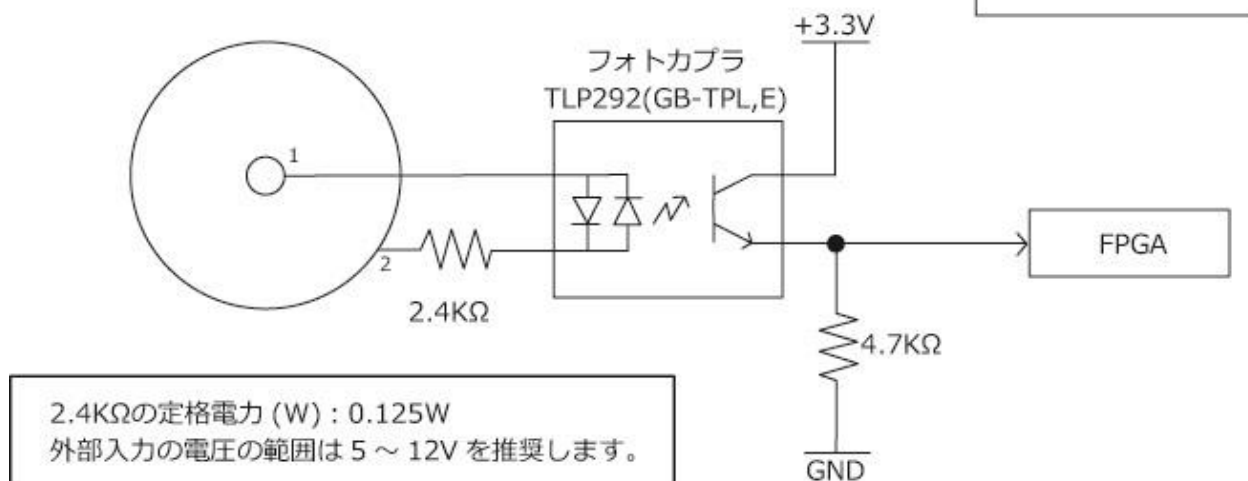 +3.3V
フォトカプラ
TLP292(GB-TPL,E)
1
2
2.4KΩ
FPGA
4.7KΩ
GND
2.4KΩの定格電力 (W) : 0.125W
外部入力の電圧の範囲は 5 ～ 12V を推奨します。